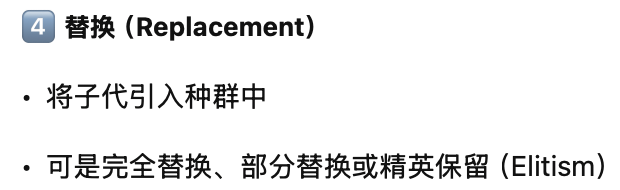 4️⃣ 替换（Replacement）
• 将子代引入种群中
• 可是完全替换、部分替换或精英保留（Elitism）